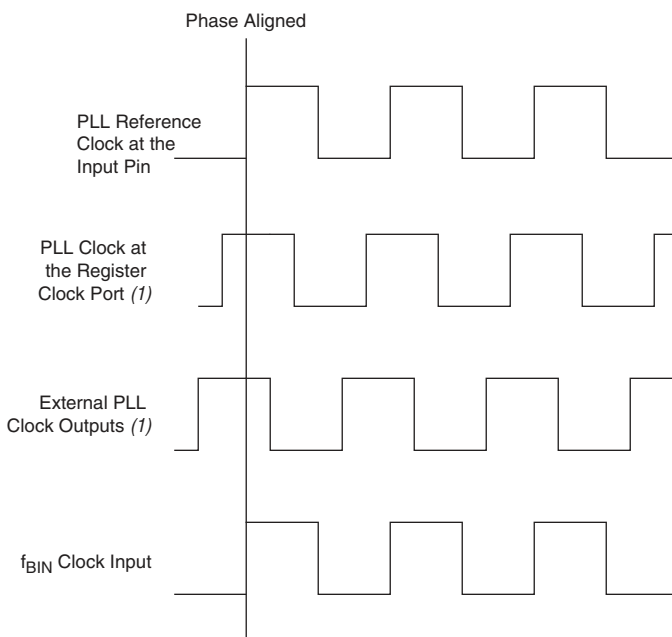 Phase Aligned
PLL Reference
Clock at the
Input Pin
PLL Clock at
the Register
Clock Port (1)
External PLL
Clock Outputs (1)
fBIN Clock Input